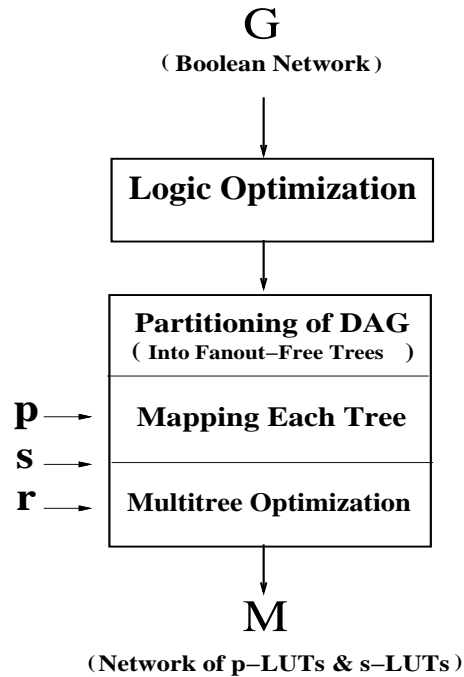 G
( Boolean Network )
Logic Optimization
Partitioning of DAG
( Into Fanout–Free Trees )
p
Mapping Each Tree
s
r
Multitree Optimization
M
(Network of p–LUTs & s–LUTs )